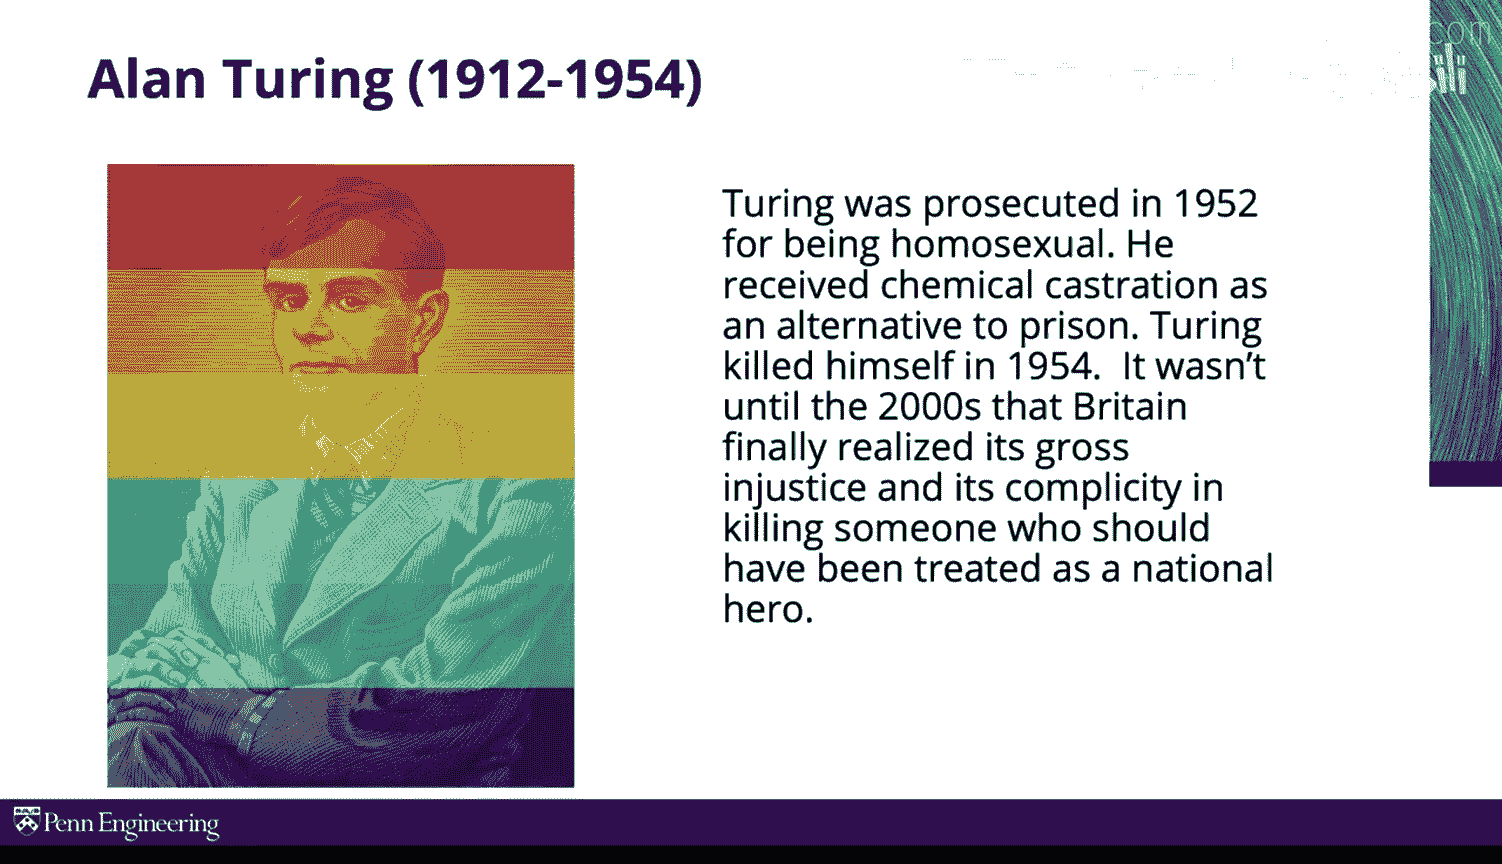 Alan Turing (1912-1954)
com
Turing was prosecuted in 1952
for being homosexual. He
received chemical castration as
an alternative to prison. Turing
killed himself in 1954.  It wasn’t
until the 2000s that Britain
finally realized its gross
injustice and its complicity in
killing someone who should
have been treated as a national
hero.
Penn Engineering